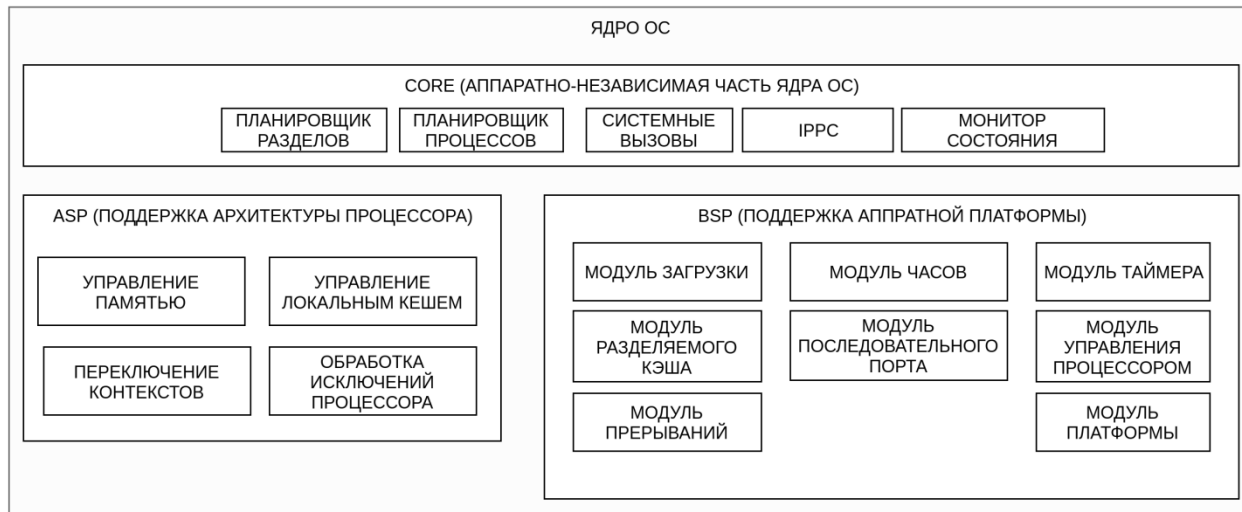 ЯДРО ОС
CORE (АППАРАТНО-НЕЗАВИСИМАЯ ЧАСТЬ ЯДРА ОС)
ПЛАНИРОВЩИК
РАЗДЕЛОВ
ПЛАНИРОВЩИК
ПРОЦЕССОВ
СИСТЕМНЫЕ
ВЫЗОВЫ
IPPC
МОНИТОР
СОСТОЯНИЯ
ASP (ПОДДЕРЖКА АРХИТЕКТУРЫ ПРОЦЕССОРА)
УПРАВЛЕНИЕ
ПАМЯТЬЮ
УПРАВЛЕНИЕ
ЛОКАЛЬНЫМ КЕШЕМ
ПЕРЕКЛЮЧЕНИЕ
КОНТЕКСТОВ
ОБРАБОТКА
ИСКЛЮЧЕНИЙ
ПРОЦЕССОРА
BSP (ПОДДЕРЖКА АППРАТНОЙ ПЛАТФОРМЫ)
МОДУЛЬ ЗАГРУЗКИ
МОДУЛЬ ЧАСОВ
МОДУЛЬ ТАЙМЕРА
МОДУЛЬ
РАЗДЕЛЯЕМОГО
КЭША
МОДУЛЬ
ПОСЛЕДОВАТЕЛЬНОГО
ПОРТА
МОДУЛЬ
УПРАВЛЕНИЯ
ПРОЦЕССОРОМ
МОДУЛЬ
ПРЕРЫВАНИЙ
МОДУЛЬ
ПЛАТФОРМЫ